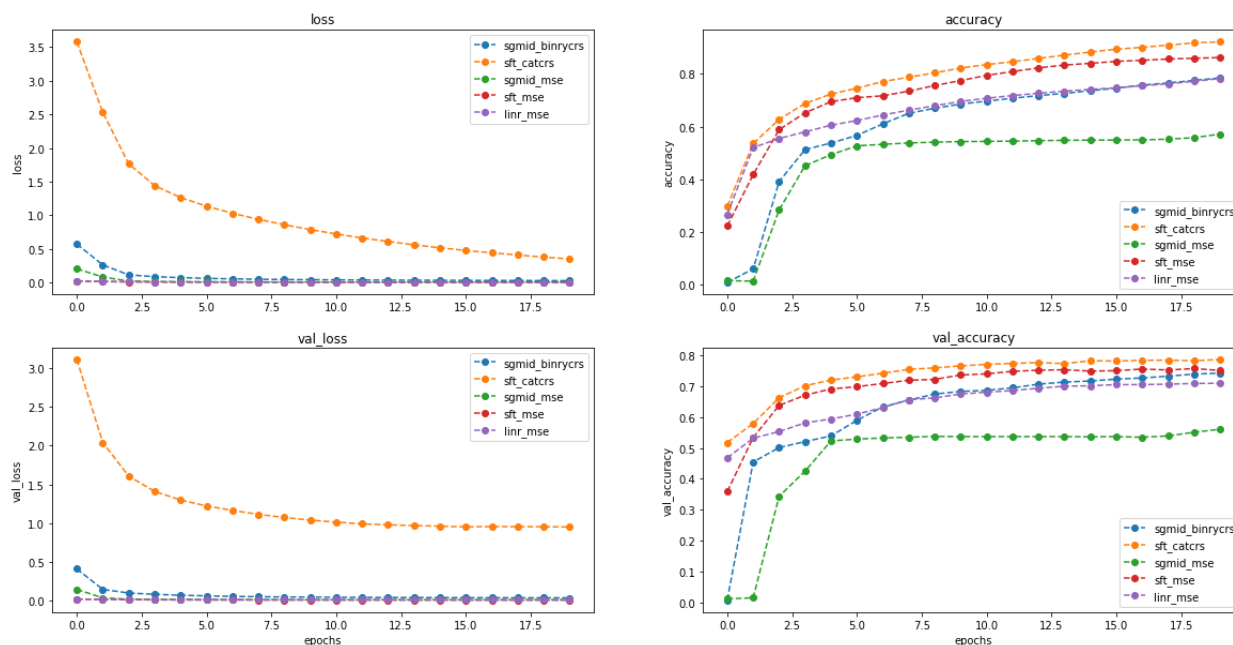 loss
loss
3.5
3.0
2.5
2.0
1.5
1.0
0.5
0.0
0.0
2.5
5.0
7.5
10.0
12.5
15.0
17.5
sgmid_binrycrs
sft_catcrs
sgmid_mse
sft_mse
linr_mse
accuracy
accuracy
0.8
0.6
0.4
0.2
0.0
0.0
2.5
5.0
7.5
10.0
12.5
15.0
17.5
sgmid_binrycrs
sft_catcrs
sgmid_mse
sft_mse
linr_mse
val_loss
val_loss
3.0
2.5
2.0
1.5
1.0
0.5
0.0
0.0
2.5
5.0
7.5
10.0
12.5
15.0
17.5
epochs
sgmid_binrycrs
sft_catcrs
sgmid_mse
sft_mse
linr_mse
val_accuracy
val_accuracy
0.8
0.7
0.6
0.5
0.4
0.3
0.2
0.1
0.0
0.0
2.5
5.0
7.5
10.0
12.5
15.0
17.5
epochs
sgmid_binrycrs
sft_catcrs
sgmid_mse
sft_mse
linr_mse